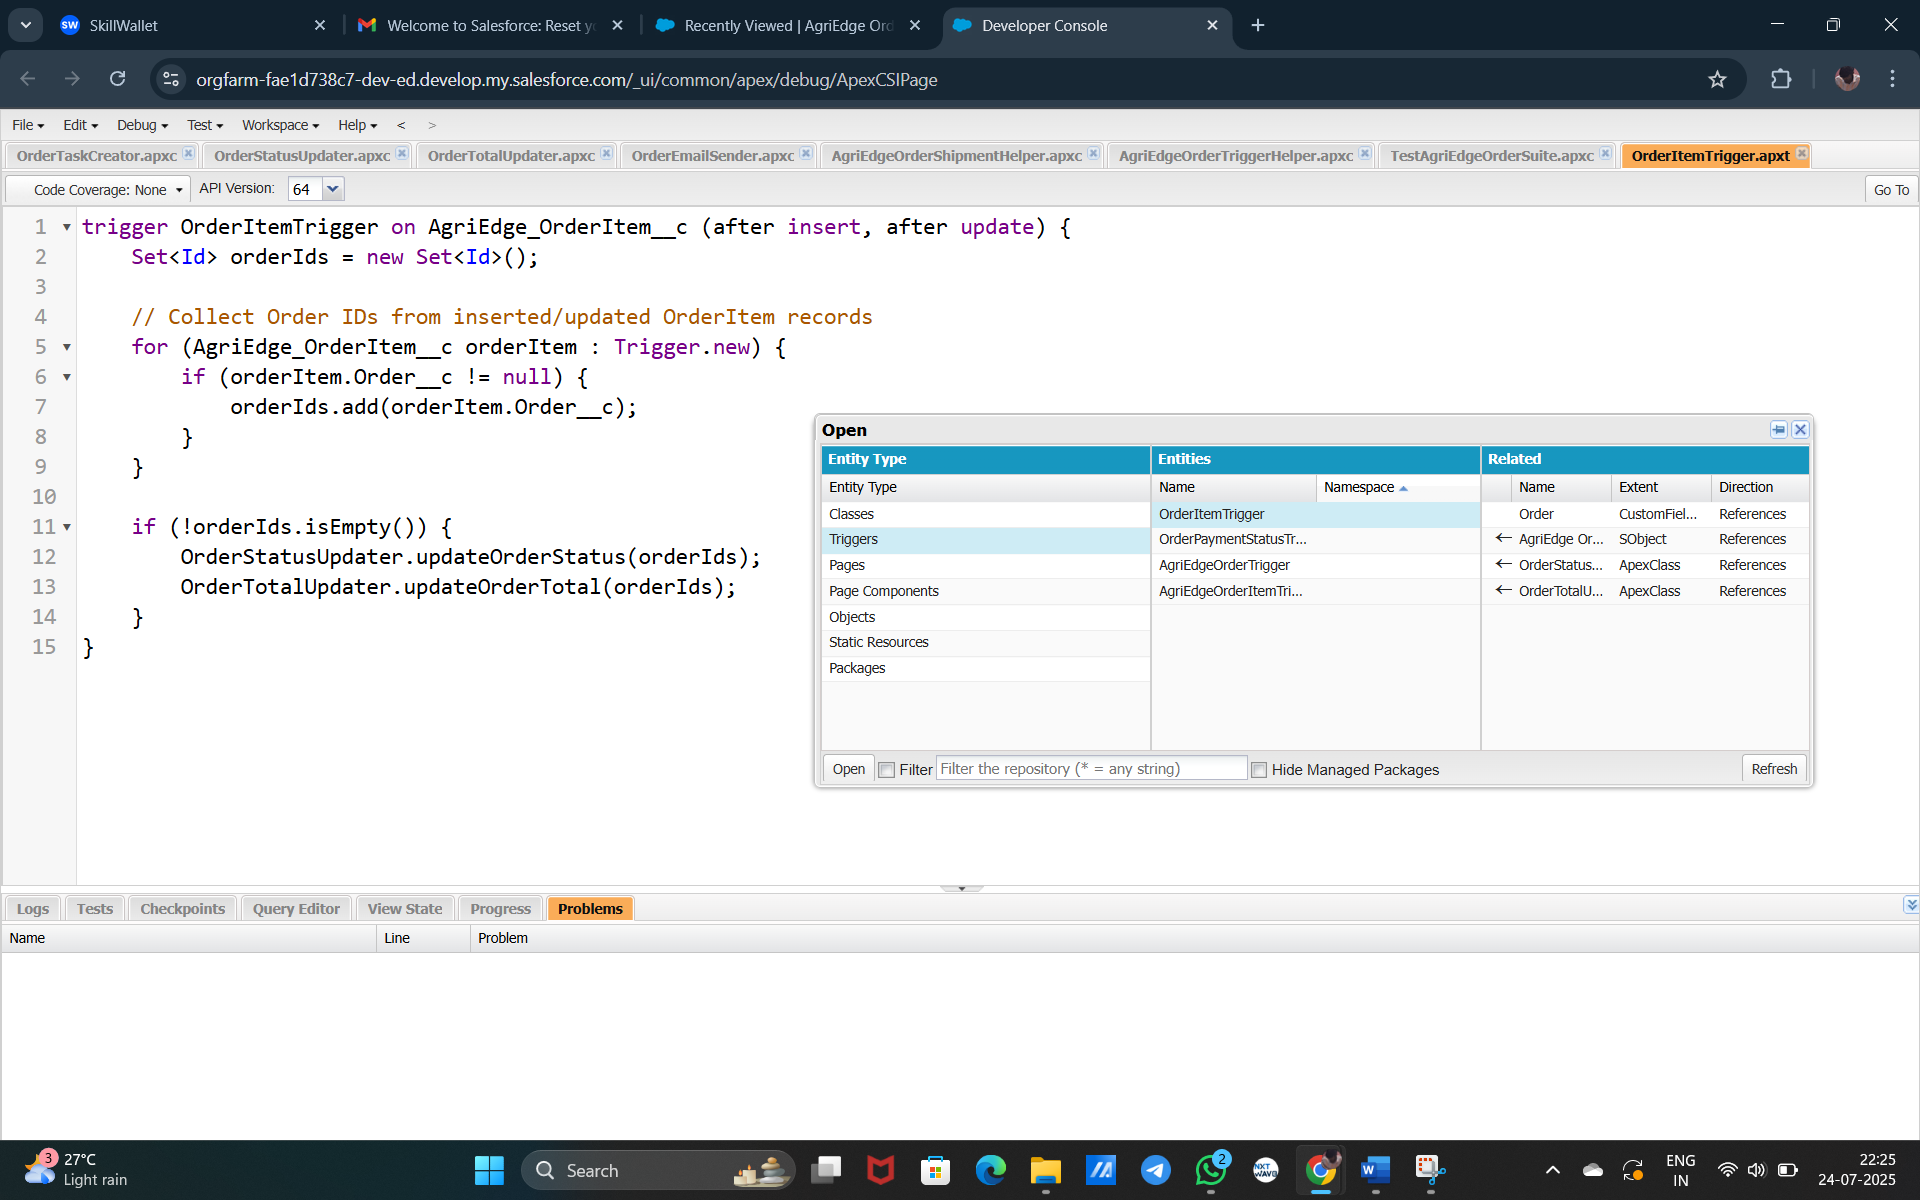 SkillWallet
Welcome to Salesforce: Reset yo
Recently Viewed | AgriEdge Ord
Developer Console
orgfarm-fae1d738c7-dev-ed.develop.my.salesforce.com/_ui/common/apex/debug/ApexCSIPage
File Edit Debug Test Workspace Help < >
OrderTaskCreator.apxc OrderStatusUpdater.apxc OrderTotalUpdater.apxc OrderEmailSender.apxc AgriEdgeOrderShipmentHelper.apxc AgriEdgeOrderTriggerHelper.apxc TestAgriEdgeOrderSuite.apxc OrderItemTrigger.apxt
Code Coverage: None API Version: 64 Go To
1 trigger OrderItemTrigger on AgriEdge_OrderItem__c (after insert, after update) {
2 Set<Id> orderIds = new Set<Id>();
3
4 // Collect Order IDs from inserted/updated OrderItem records
5 for (AgriEdge_OrderItem__c orderItem : Trigger.new) {
6 if (orderItem.Order__c != null) {
7 orderIds.add(orderItem.Order__c);
8 }
9 }
10
11 if (!orderIds.isEmpty()) {
12 OrderStatusUpdater.updateOrderStatus(orderIds);
13 OrderTotalUpdater.updateOrderTotal(orderIds);
14 }
15 }
Open
Entity Type Entities Related
Entity Type Name Namespace Name Extent Direction
Classes OrderItemTrigger Order CustomFiel... References
Triggers OrderPaymentStatusTr... AgriEdge Or... SObject References
Pages AgriEdgeOrderTrigger OrderStatus... ApexClass References
Page Components AgriEdgeOrderItemTri... OrderTotalU... ApexClass References
Objects
Static Resources
Packages
Open Filter Filter the repository (* = any string) Hide Managed Packages Refresh
Logs Tests Checkpoints Query Editor View State Progress Problems
Name Line Problem
3 27°C
Light rain
Search
2
NXT WAVE
ENG
IN
22:25
24-07-2025